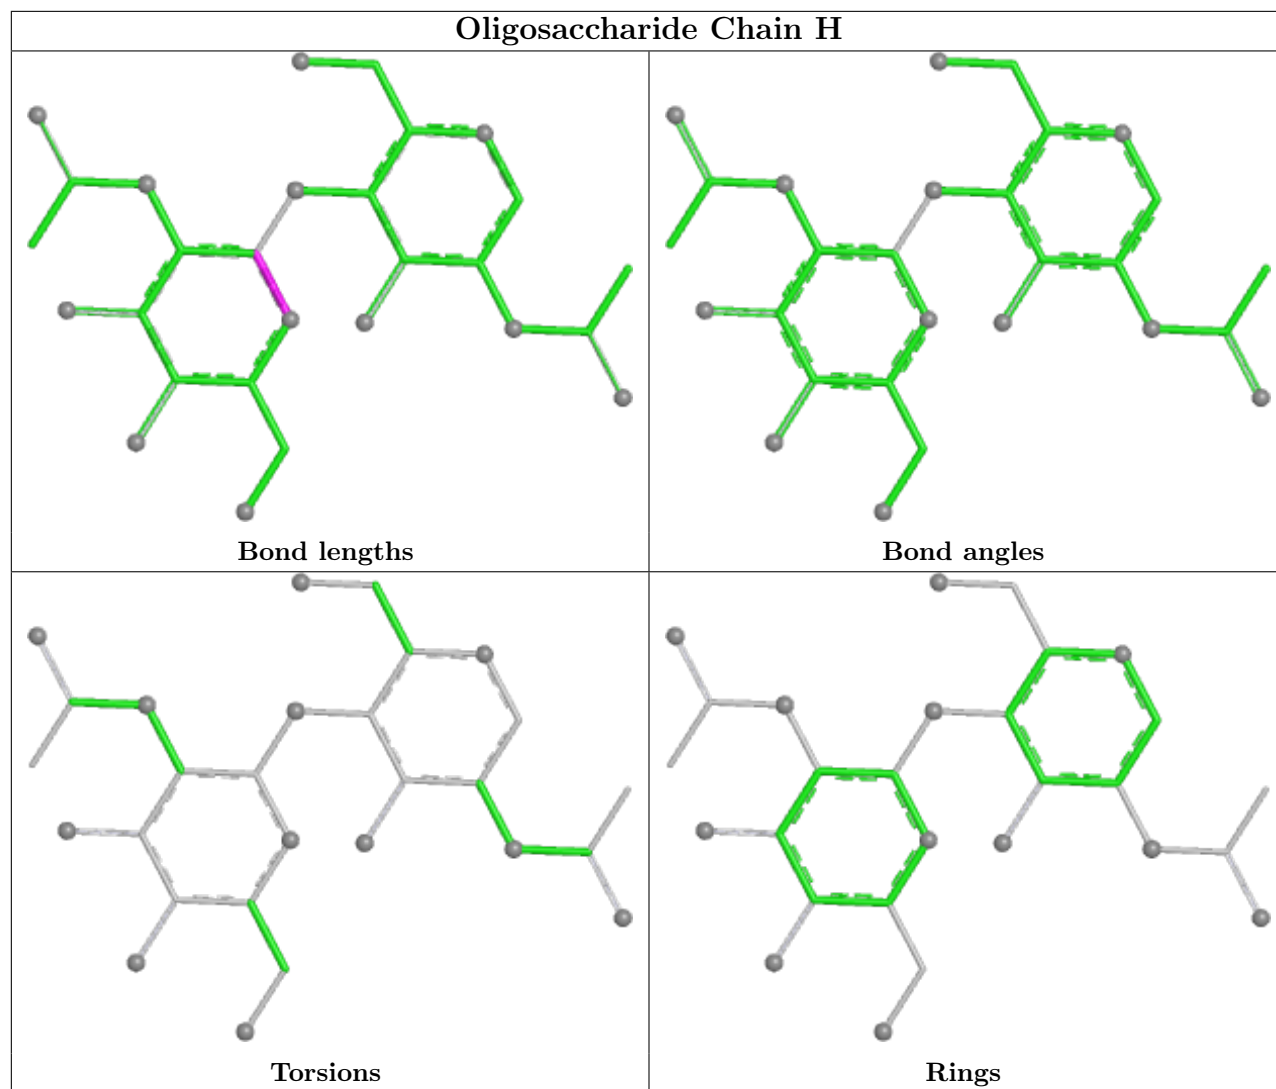 Oligosaccharide Chain H
Bond lengths
Bond angles
Torsions
Rings